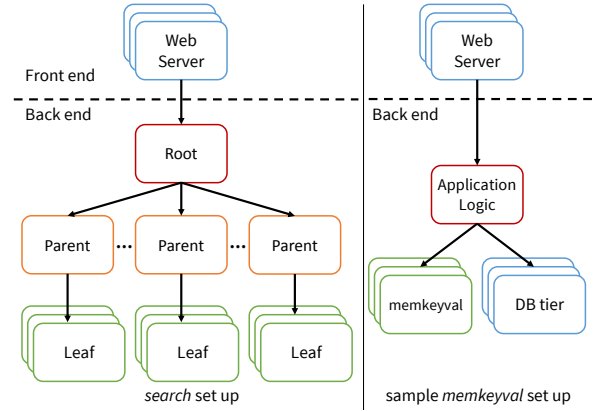 Web
Server
Front end
Back end
Root
Parent ... Parent ... Parent
Leaf Leaf Leaf
search set up
Web
Server
Back end
Application
Logic
memkeyval DB tier
sample memkeyval set up